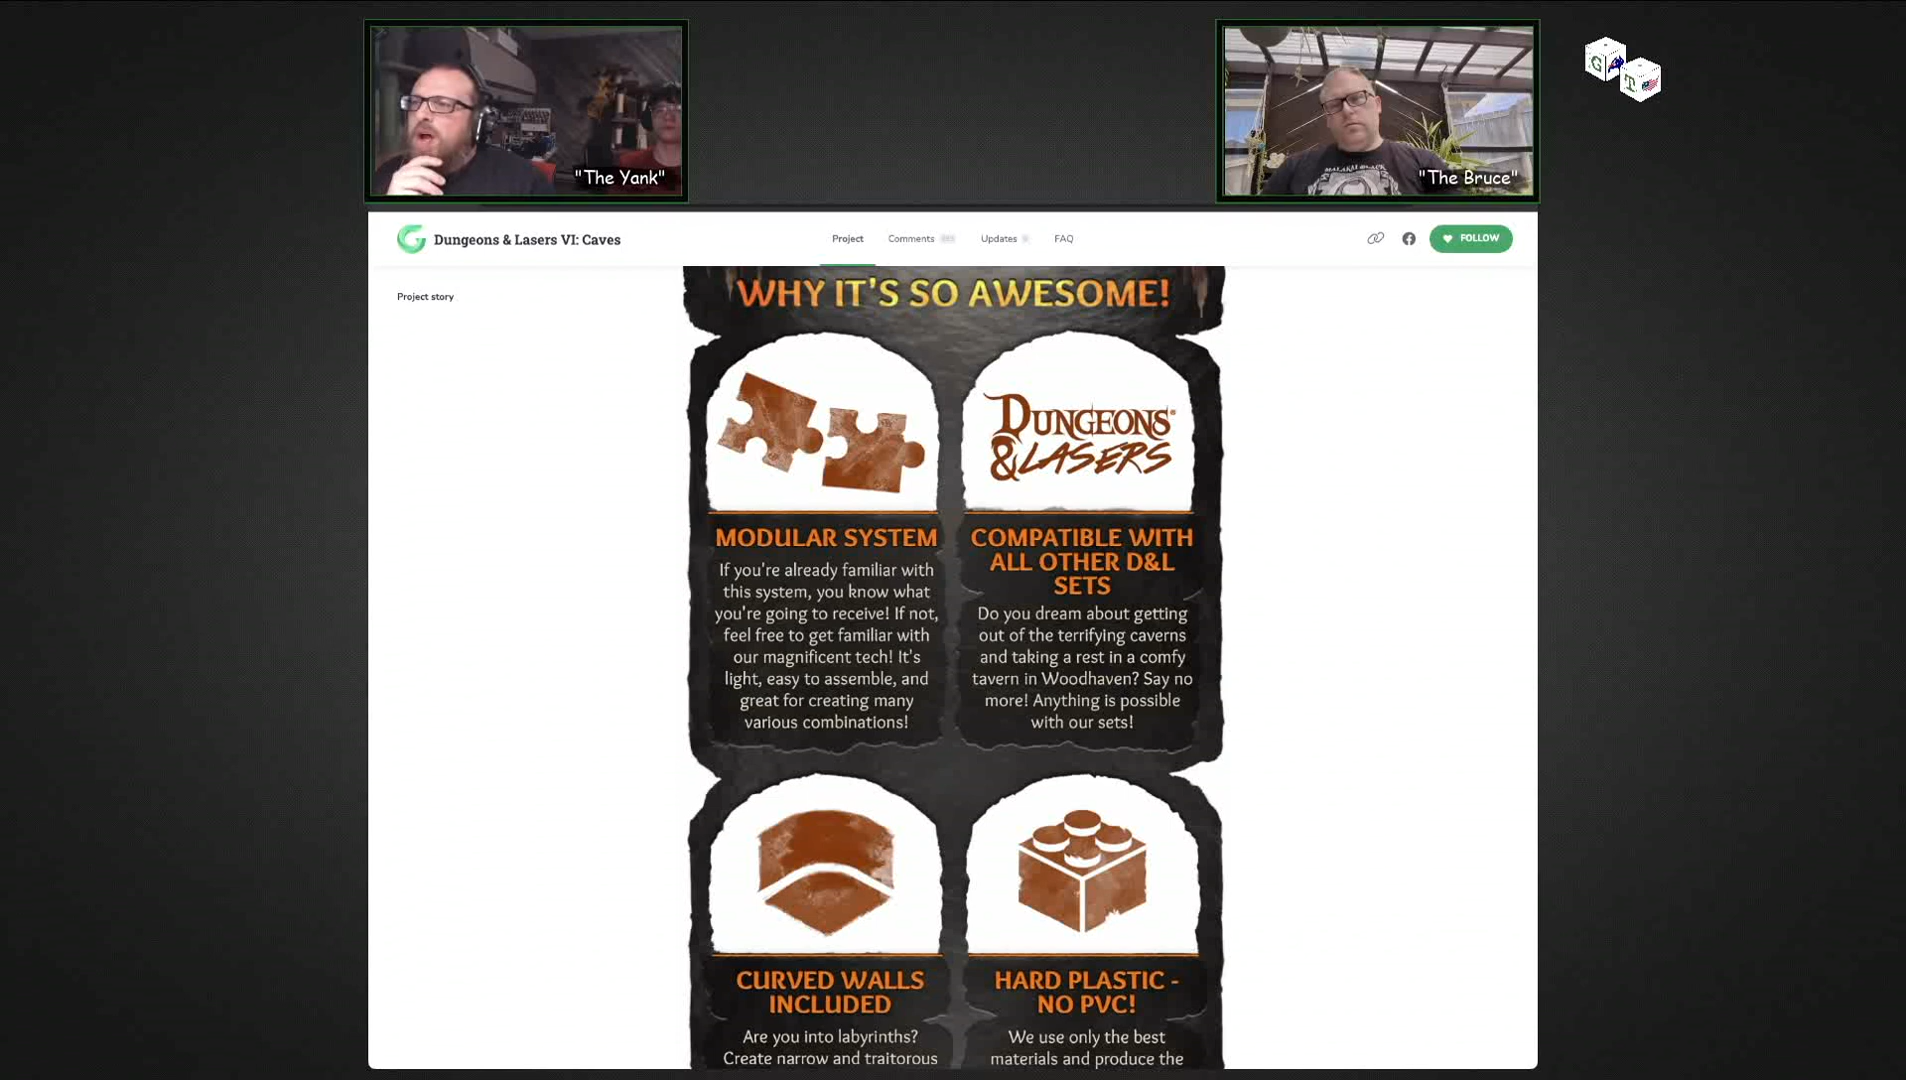 "The Yank"
"The Bruce"
G
T
Dungeons & Lasers VI: Caves
Project
Comments
Updates
FAQ
FOLLOW
Project story
WHY IT'S SO AWESOME!
DUNGEONS
& LASERS
MODULAR SYSTEM
If you're already familiar with
this system, you know what
you're going to receive! If not,
feel free to get familiar with
our magnificent tech! It's
light, easy to assemble, and
great for creating many
various combinations!
COMPATIBLE WITH
ALL OTHER D&L
SETS
Do you dream about getting
out of the terrifying caverns
and taking a rest in a comfy
tavern in Woodhaven? Say no
more! Anything is possible
with our sets!
CURVED WALLS
INCLUDED
Are you into labyrinths?
Create narrow and traitorous
HARD PLASTIC -
NO PVC!
We use only the best
materials and produce the